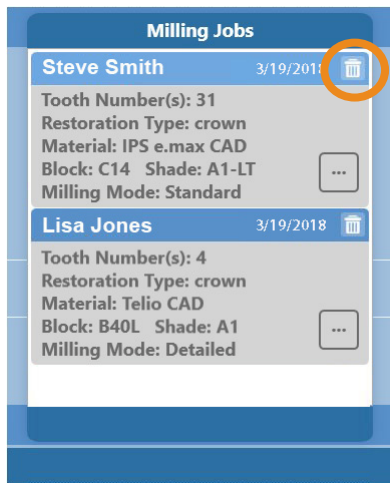 Milling Jobs
Steve Smith 3/19/2018
Tooth Number(s): 31
Restoration Type: crown
Material: IPS e.max CAD
Block: C14 Shade: A1-LT
Milling Mode: Standard
...
Lisa Jones 3/19/2018
Tooth Number(s): 4
Restoration Type: crown
Material: Telio CAD
Block: B40L Shade: A1
Milling Mode: Detailed
...